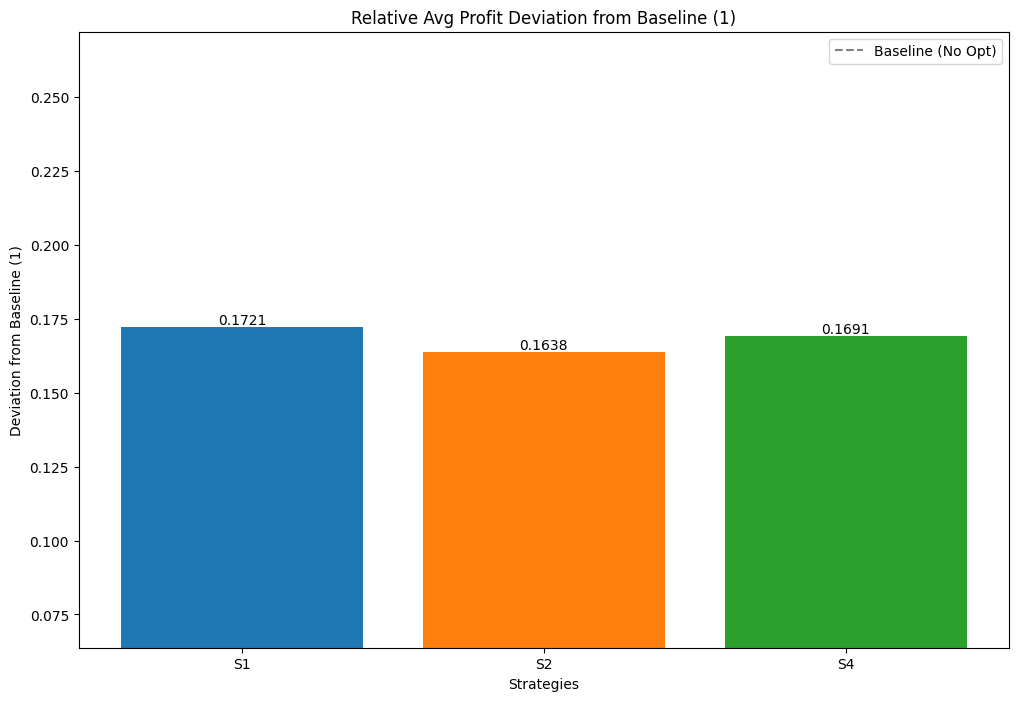 Relative Avg Profit Deviation from Baseline (1)
Baseline (No Opt)
0.250
0.225
0.200
0.175
0.150
0.125
0.100
0.075
Deviation from Baseline (1)
0.1721
0.1638
0.1691
S1
S2
S4
Strategies